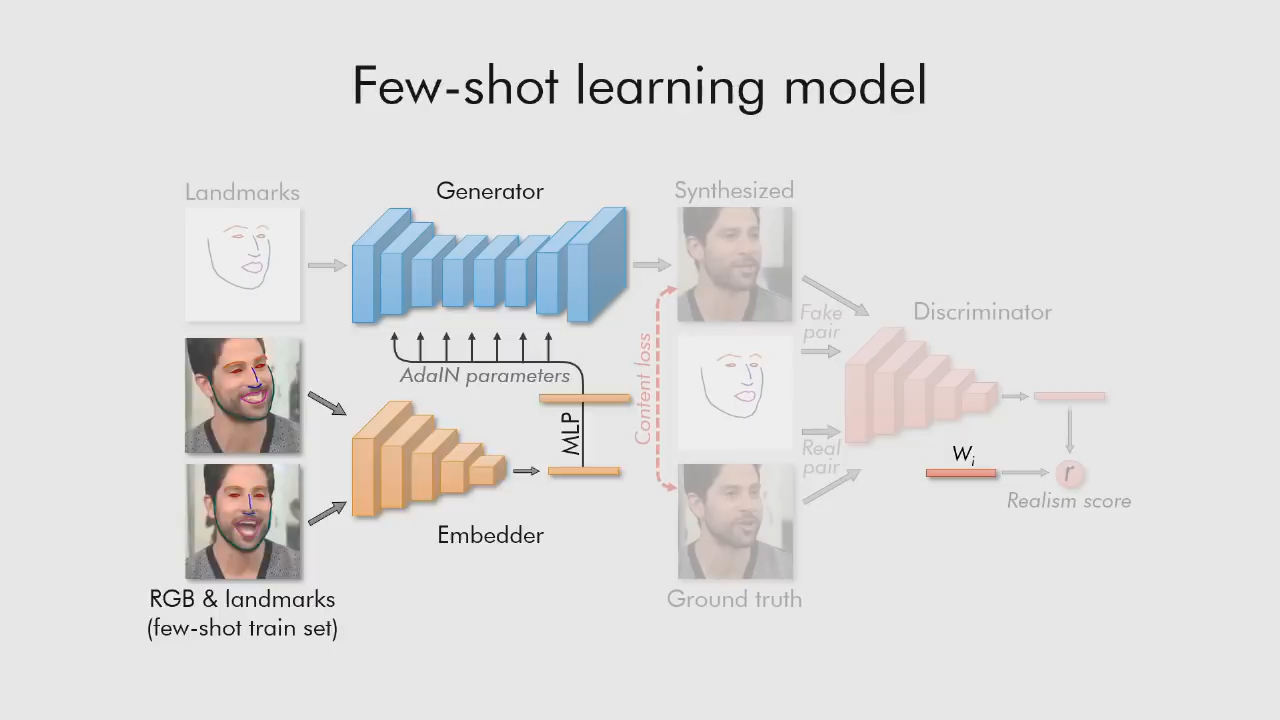 Few-shot learning model
Landmarks
Generator
Synthesized
Fake
pair
Discriminator
AdaIN parameters
Content loss
MLP
Real
pair
Wi
r
Realism score
Embedder
RGB & landmarks
(few-shot train set)
Ground truth